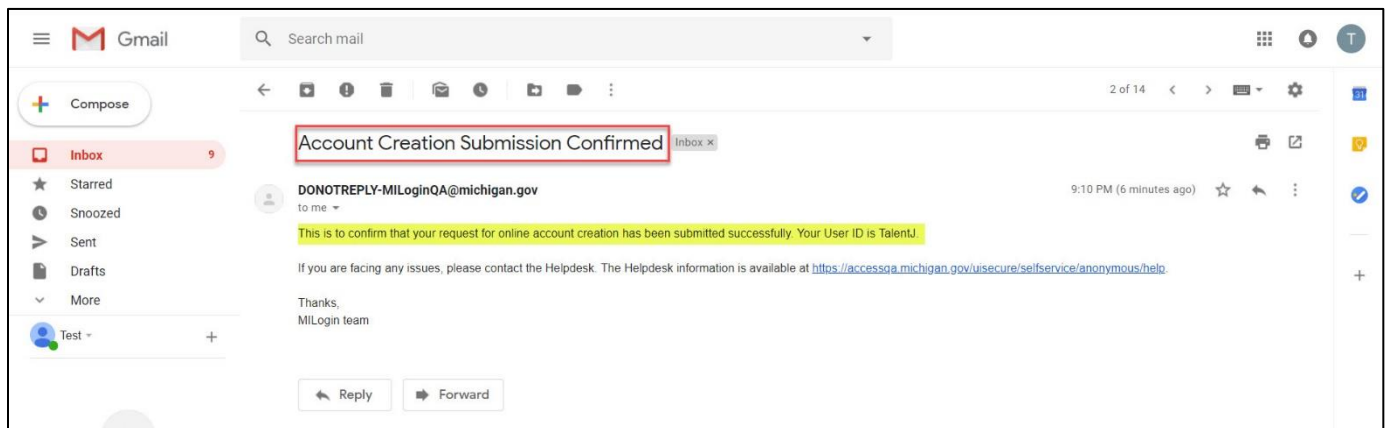 Gmail
Search mail
T
Compose
2 of 14
31
Account Creation Submission Confirmed Inbox ×
Inbox 9
Starred
DONOTREPLY-MILoginQA@michigan.gov 9:10 PM (6 minutes ago)
to me
Snoozed
Sent
This is to confirm that your request for online account creation has been submitted successfully. Your User ID is TalentJ.
Drafts
If you are facing any issues, please contact the Helpdesk. The Helpdesk information is available at https://accessqa.michigan.gov/uisecure/selfservice/anonymous/help.
More
Thanks,
MILogin team
Test
Reply Forward